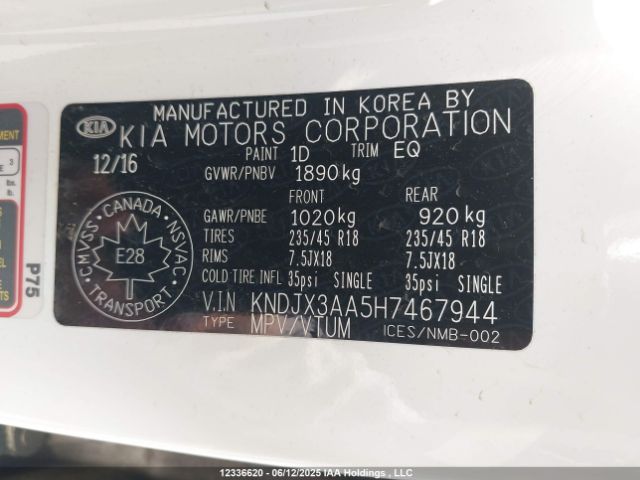 MANUFACTURED IN KOREA BY
KIA KIA MOTORS CORPORATION
12/16 PAINT 1D TRIM EQ
GVWR/PNBV 1890kg
FRONT REAR
GAWR/PNBE 1020kg 920kg
TIRES 235/45 R18 235/45 R18
RIMS 7.5JX18 7.5JX18
COLD TIRE INFL 35psi SINGLE 35psi SINGLE
V.I.N KNDJX3AA5H7467944
TYPE MPV/VTUM ICES/NMB-002
CANADA
CMVSS E28 NSVAC
TRANSPORT
MENT
3
lbs.
P75
12336620 - 06/12/2025 IAA Holdings , LLC